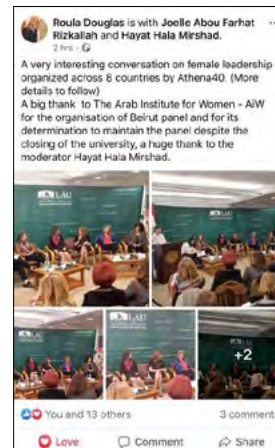 Roula Douglas is with Joelle Abou Farhat
Rizkallah and Hayat Hala Mirshad.
2 hrs ·
A very interesting conversation on female leadership
organized across 8 countries by Athena40. (More
details to follow)
A big thank to The Arab Institute for Women - AiW
for the organisation of Beirut panel and for its
determination to maintain the panel despite the
closing of the university, a huge thank to the
moderator Hayat Hala Mirshad.
LAU
LAU
LAU
LAU
+2
You and 13 others
3 comment
Love
Comment
Share